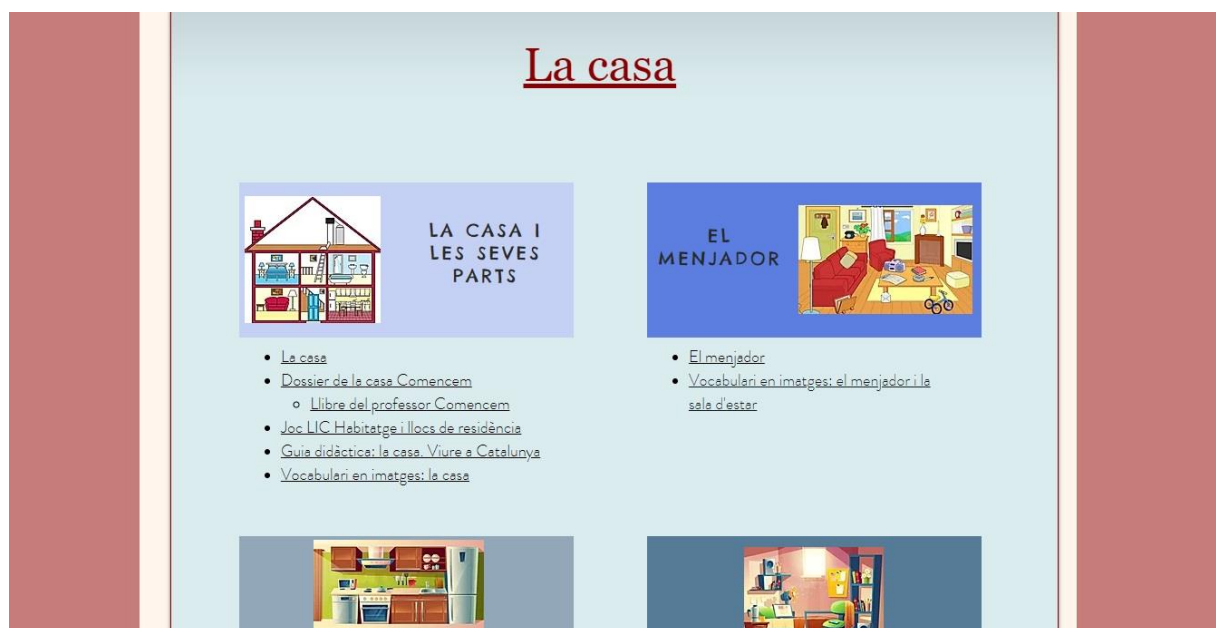 La casa
LA CASA I
LES SEVES
PARTS
La casa
Dossier de la casa Comencem
Llibre del professor Comencem
Joc LIC Habitatge i llocs de residència
Guia didàctica: la casa. Viure a Catalunya
Vocabulari en imatges: la casa
EL
MENJADOR
El menjador
Vocabulari en imatges: el menjador i la
sala d'estar